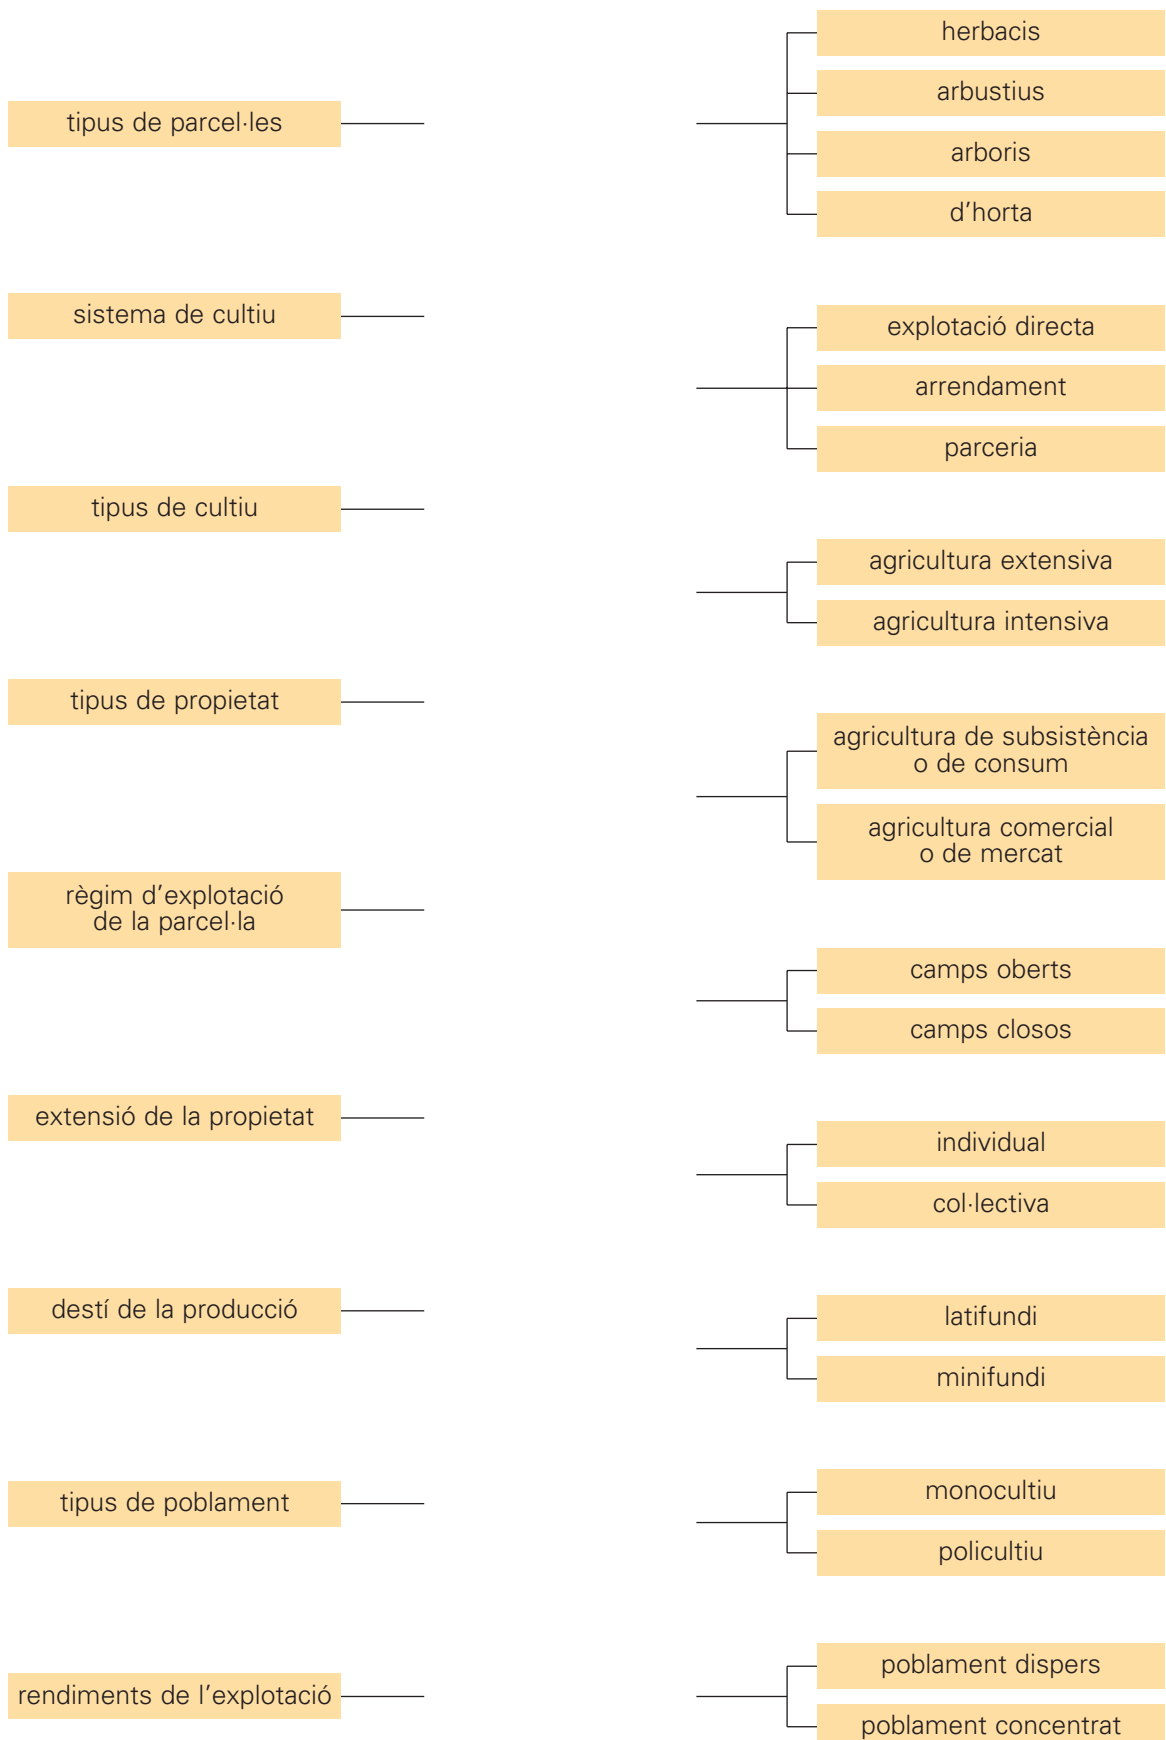 tipus de parcel·les
sistema de cultiu
tipus de cultiu
tipus de propietat
règim d’explotació
de la parcel·la
extensió de la propietat
destí de la producció
tipus de poblament
rendiments de l’explotació
herbacis
arbustius
arboris
d’horta
explotació directa
arrendament
parceria
agricultura extensiva
agricultura intensiva
agricultura de subsistència
o de consum
agricultura comercial
o de mercat
camps oberts
camps closos
individual
col·lectiva
latifundi
minifundi
monocultiu
policultiu
poblament dispers
poblament concentrat